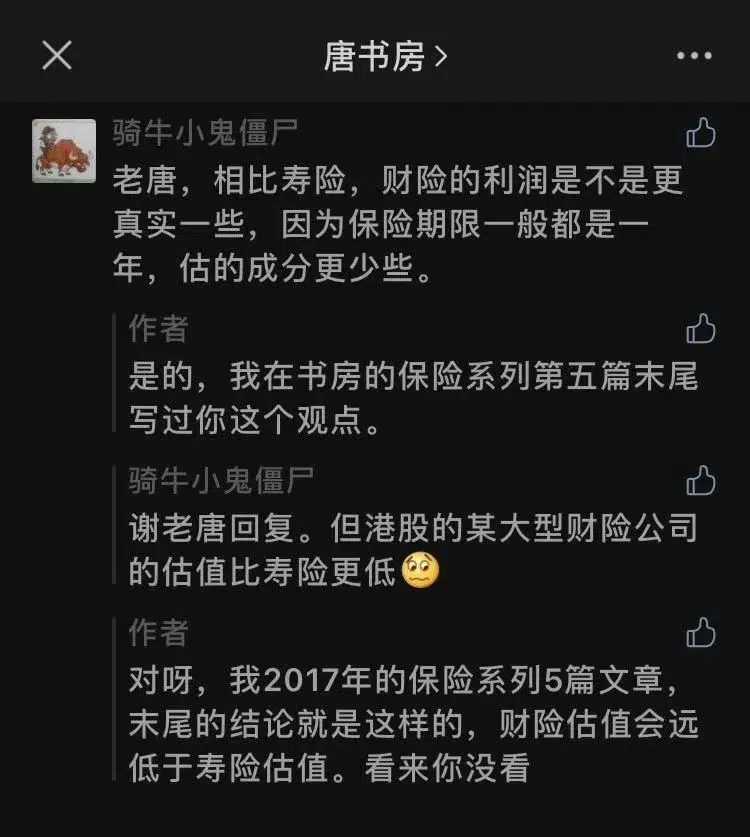 唐书房
骑牛小鬼僵尸
老唐，相比寿险，财险的利润是不是更
真实一些，因为保险期限一般都是一
年，估的成分更少些。
作者
是的，我在书房的保险系列第五篇末尾
写过你这个观点。
骑牛小鬼僵尸
谢老唐回复。但港股的某大型财险公司
的估值比寿险更低
作者
对呀，我2017年的保险系列5篇文章，
末尾的结论就是这样的，财险估值会远
低于寿险估值。看来你没看